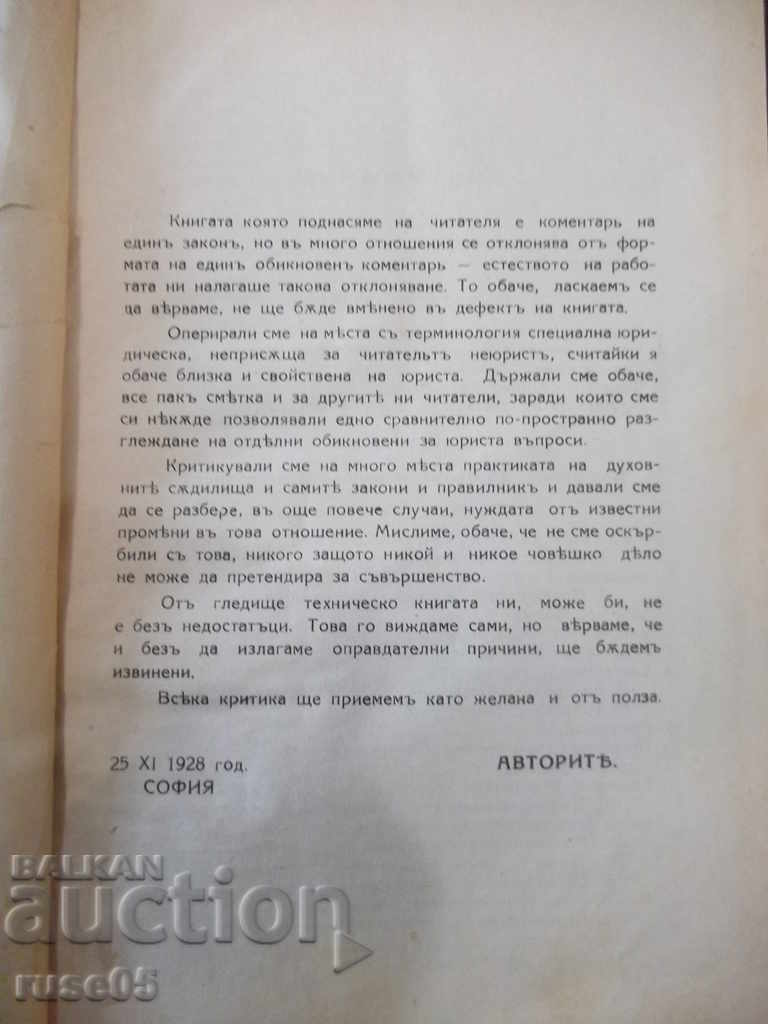 Книгата която поднасяме на читателя е коментарь на
единъ законъ, но въ много отношения се отклонява отъ фор-
мата на единъ обикновенъ коментарь — естеството на рабо-
тата ни налагаше такова отклоняване. То обаче, ласкаемъ се
да вѣрваме, не ще бѫде вмѣнено въ дефектъ на книгата.
Оперирали сме на мѣста съ терминология специална юри-
дическа, неприсѫща за читательтъ неюристъ, считайки я
обаче близка и свойствена на юриста. Държали сме обаче,
все пакъ смѣтка и за другитѣ ни читатели, заради които сме
си нѣкѫде позволявали едно сравнително по-пространно раз-
глеждане на отдѣлни обикновени за юриста въпроси.
Критикували сме на много мѣста практиката на духов-
нитѣ сѫдилища и самитѣ закони и правилникъ и давали сме
да се разбере, въ още повече случаи, нуждата отъ известни
промѣни въ това отношение. Мислиме, обаче, че не сме оскър-
били съ това, никого защото никой и никое човѣшко дѣло
не може да претендира за съвършенство.
Отъ гледище техническо книгата ни, може би, не
е безъ недостатъци. Това го виждаме сами, но вѣрваме, че
и безъ да излагаме оправдателни причини, ще бѫдемъ
извинени.
Всѣка критика ще приемемъ като желана и отъ полза.
25 XI 1928 год. АВТОРИТѢ.
СОФИЯ
BALKAN
auction
ruse05